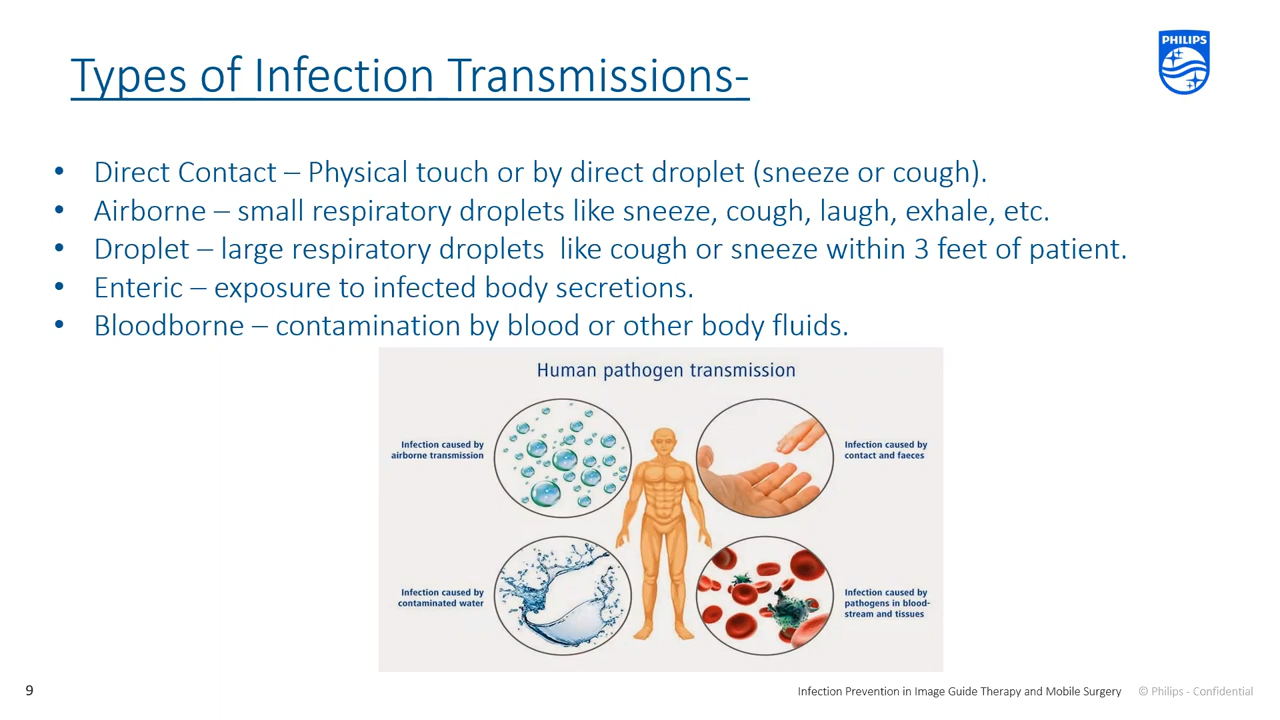 PHILIPS
Types of Infection Transmissions-
• Direct Contact – Physical touch or by direct droplet (sneeze or cough).
• Airborne – small respiratory droplets like sneeze, cough, laugh, exhale, etc.
• Droplet – large respiratory droplets  like cough or sneeze within 3 feet of patient.
• Enteric – exposure to infected body secretions.
• Bloodborne – contamination by blood or other body fluids.
Human pathogen transmission
Infection caused by
airborne transmission
Infection caused by
contact and faeces
Infection caused by
contaminated water
Infection caused by
pathogens in blood-
stream and tissues
9
Infection Prevention in Image Guide Therapy and Mobile Surgery
© Philips - Confidential